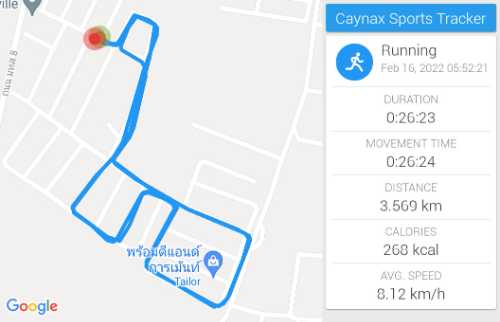 ville
ถนน เทศบาล 8
พร้อมดีแอนด์
การเม้นท์
Tailor
Google
Caynax Sports Tracker
Running
Feb 16, 2022 05:52:21
DURATION
0:26:23
MOVEMENT TIME
0:26:24
DISTANCE
3.569 km
CALORIES
268 kcal
AVG. SPEED
8.12 km/h